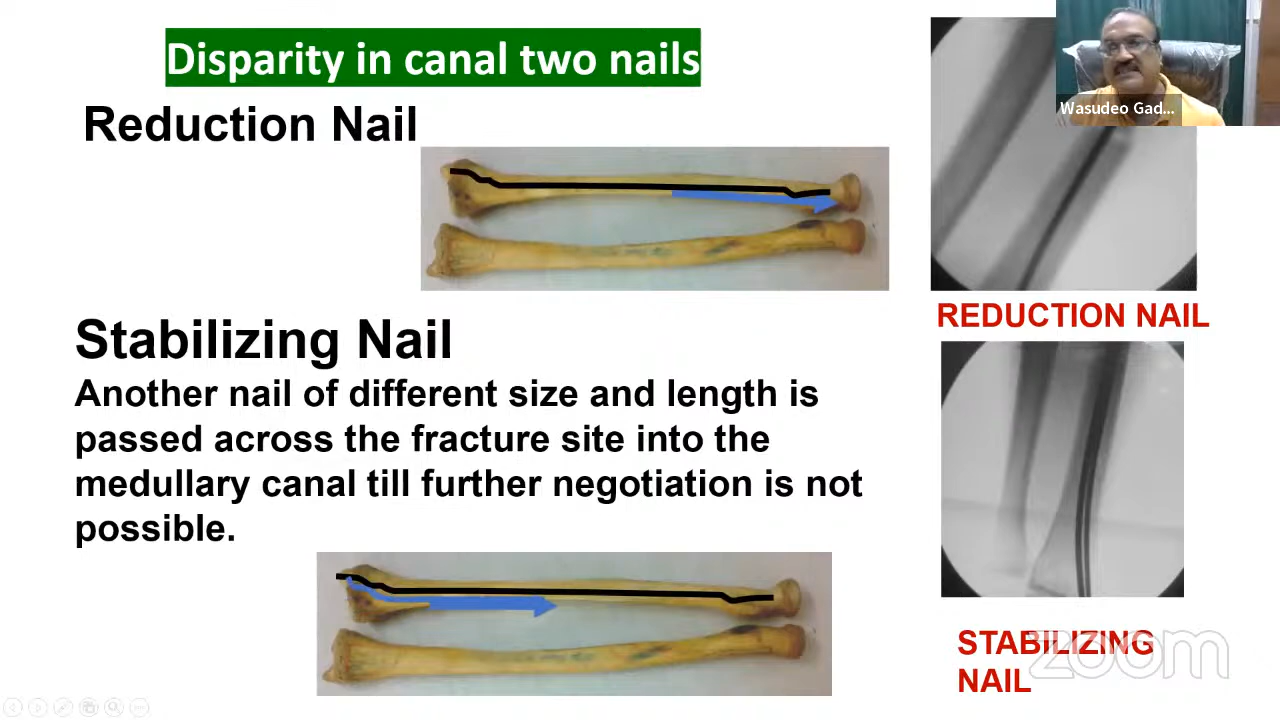 Disparity in canal two nails
Reduction Nail
Wasudeo Gad...
REDUCTION NAIL
Stabilizing Nail
Another nail of different size and length is
passed across the fracture site into the
medullary canal till further negotiation is not
possible.
STABILIZING
NAIL
zoom